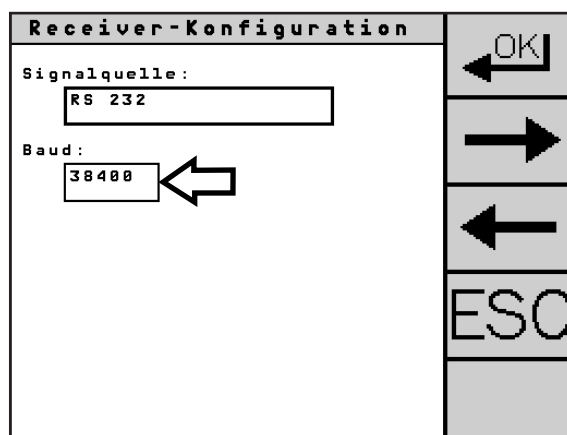 Receiver-Konfiguration
OK
Signalquelle:
RS 232
Baud:
38400
ESC